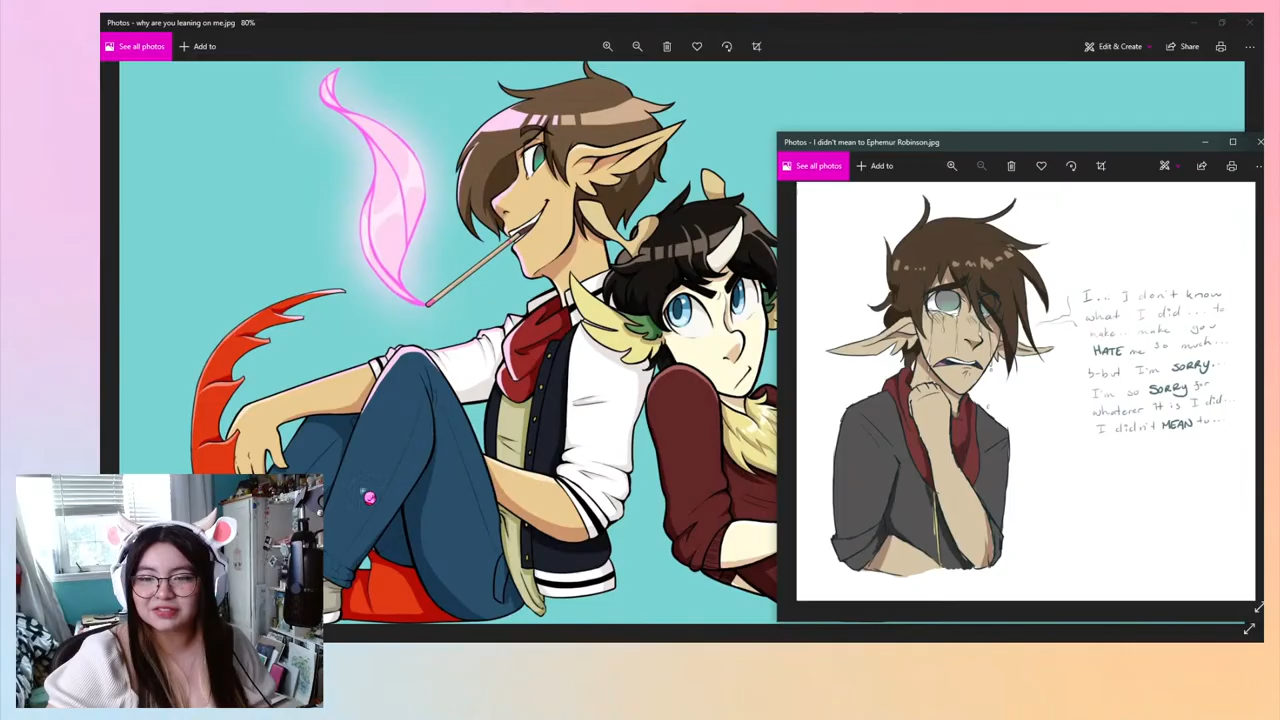 Photos - why are you leaning on me.jpg 80%
See all photos
Add to
Edit & Create
Share
Photos - I didn't mean to Ephemur Robinson.jpg
See all photos
Add to
I... I don't know
what I did... to
make... make you
HATE me so much...
b-but I'm SORRY...
I'm so SORRY for
whatever it is I did...
I didn't MEAN to...